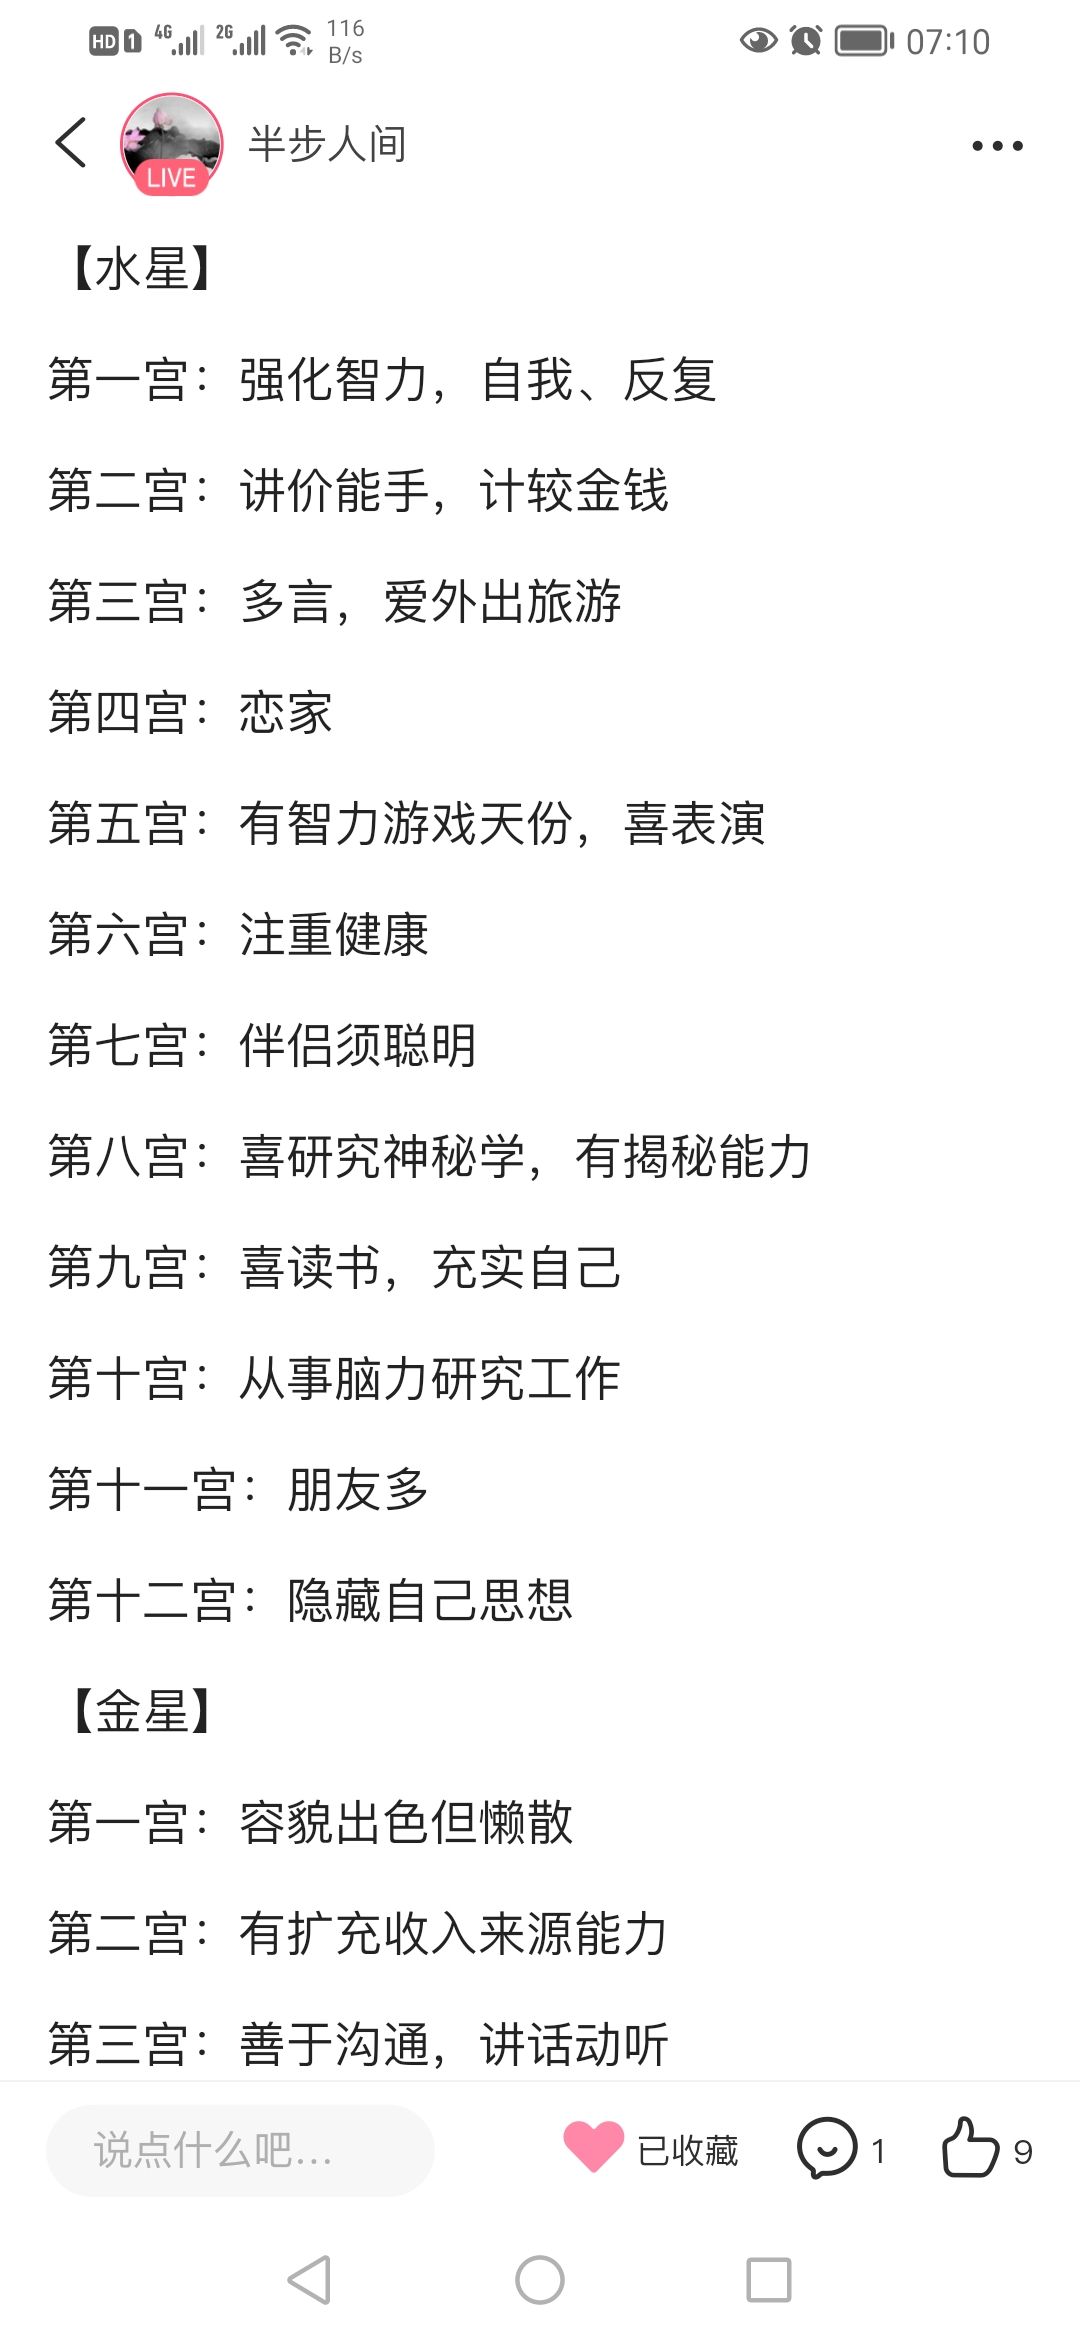 HD 1 4G 2G 116 B/s 07:10
LIVE 半步人间
【水星】
第一宫：强化智力，自我、反复
第二宫：讲价能手，计较金钱
第三宫：多言，爱外出旅游
第四宫：恋家
第五宫：有智力游戏天份，喜表演
第六宫：注重健康
第七宫：伴侣须聪明
第八宫：喜研究神秘学，有揭秘能力
第九宫：喜读书，充实自己
第十宫：从事脑力研究工作
第十一宫：朋友多
第十二宫：隐藏自己思想
【金星】
第一宫：容貌出色但懒散
第二宫：有扩充收入来源能力
第三宫：善于沟通，讲话动听
说点什么吧... 已收藏 1 9